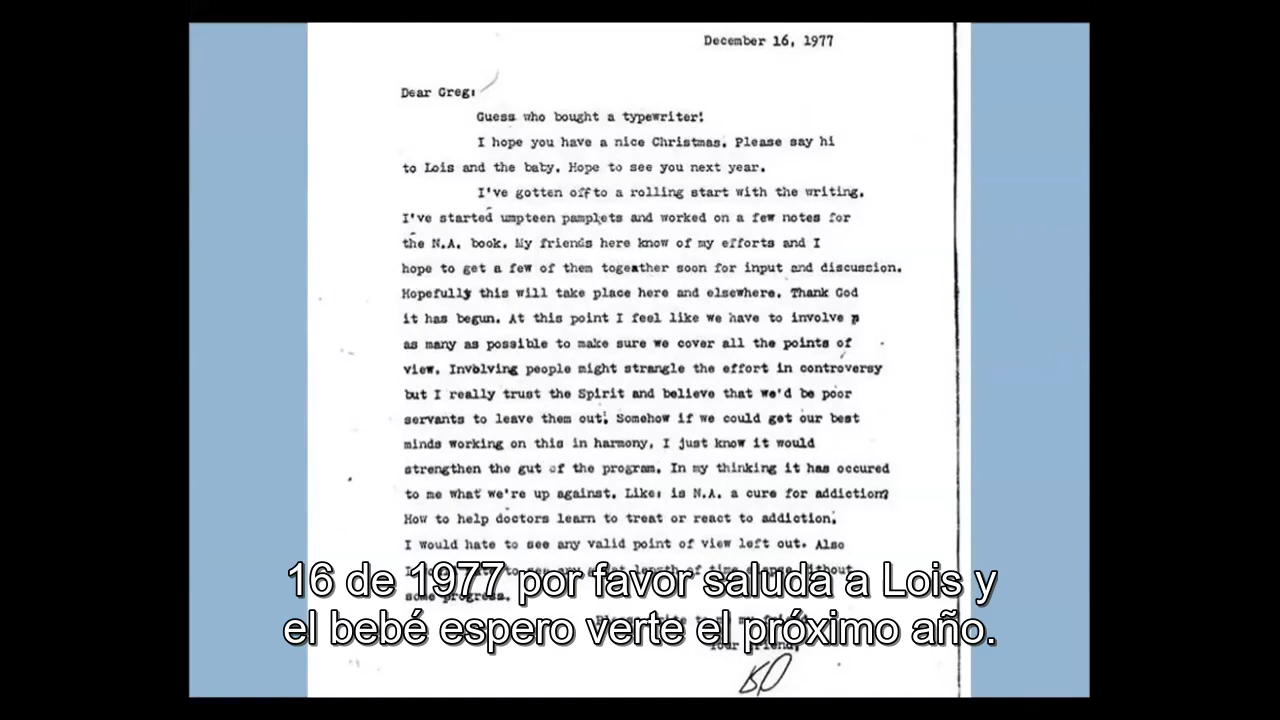 December 16, 1977
Dear Greg:
Guess who bought a typewriter!
I hope you have a nice Christmas. Please say hi
to Lois and the baby. Hope to see you next year.
I've gotten off to a rolling start with the writing.
I've started umpteen pamplets and worked on a few notes for
the N.A. book. My friends here know of my efforts and I
hope to get a few of them togeather soon for input and discussion.
Hopefully this will take place here and elsewhere. Thank God
it has begun. At this point I feel like we have to involve p
as many as possible to make sure we cover all the points of
view. Involving people might strangle the effort in controversy
but I really trust the Spirit and believe that we'd be poor
servants to leave them out. Somehow if we could get our best
minds working on this in harmony, I just know it would
strengthen the gut of the program. In my thinking it has occured
to me what we're up against. Like: is N.A. a cure for addiction?
How to help doctors learn to treat or react to addiction.
I would hate to see any valid point of view left out. Also
length of time without
some progress.
Your friend,
16 de 1977 por favor saluda a Lois y
el bebé espero verte el próximo año.